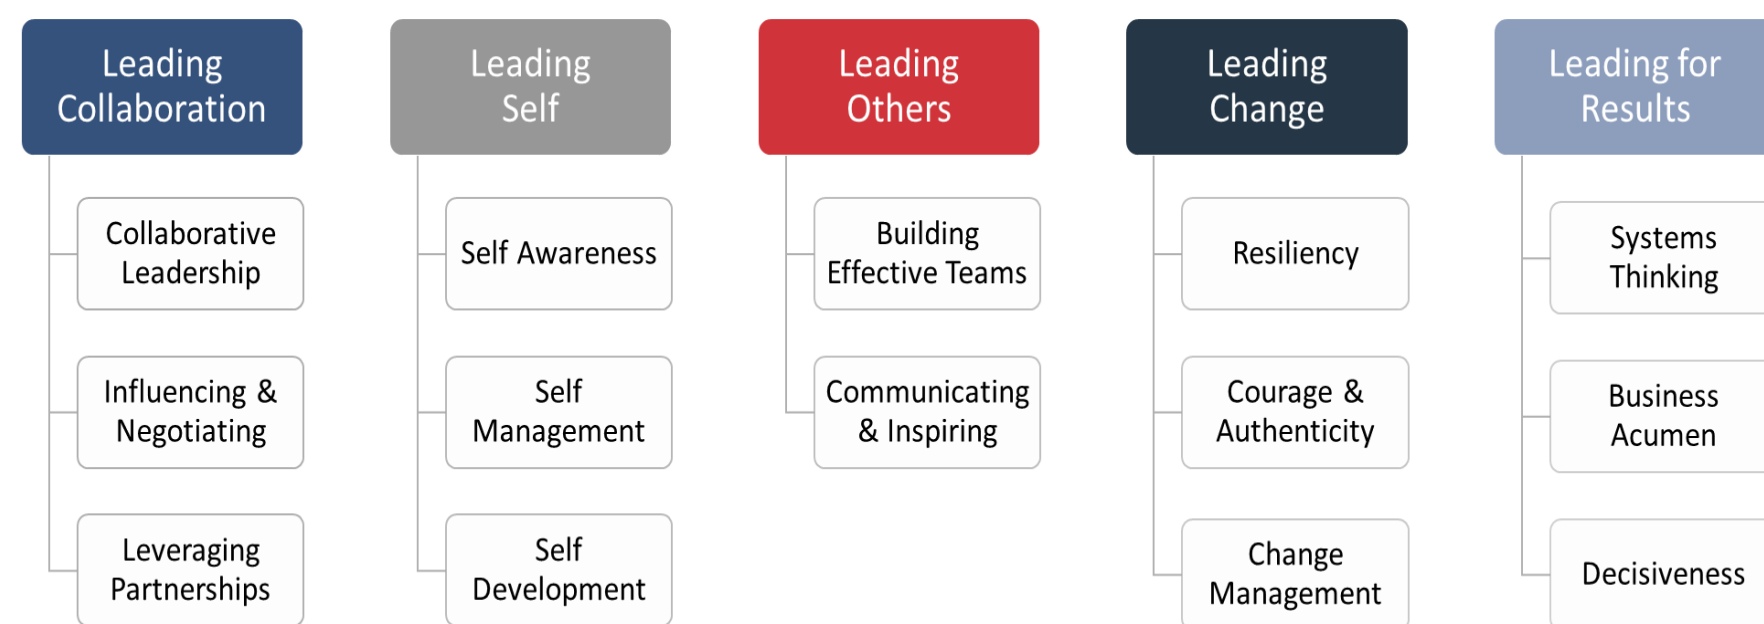 Leading
Collaboration
Collaborative
Leadership
Influencing &
Negotiating
Leveraging
Partnerships
Leading
Self
Self Awareness
Self
Management
Self
Development
Leading
Others
Building
Effective Teams
Communicating
& Inspiring
Leading
Change
Resiliency
Courage &
Authenticity
Change
Management
Leading for
Results
Systems
Thinking
Business
Acumen
Decisiveness